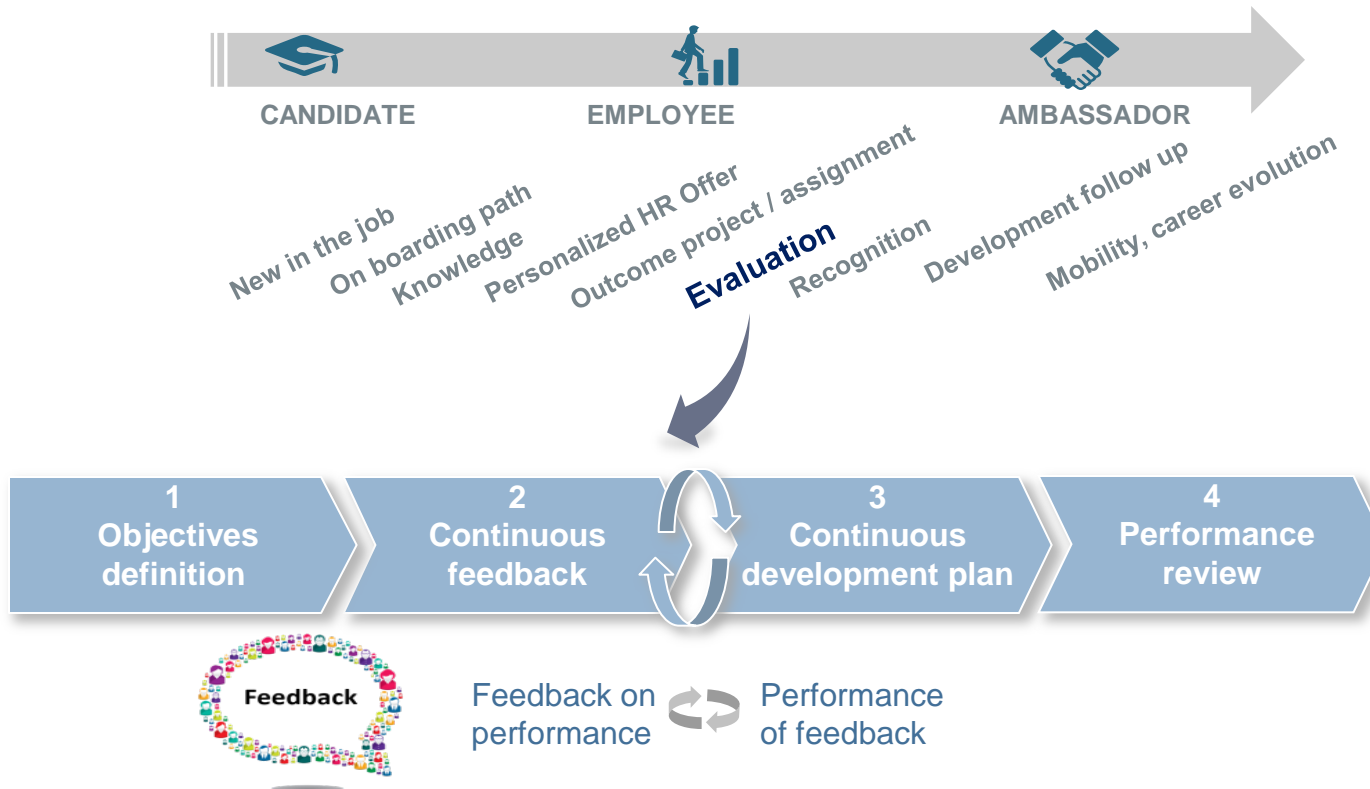 CANDIDATE
EMPLOYEE
AMBASSADOR
New in the job
On boarding path
Knowledge
Personalized HR Offer
Outcome project / assignment
Evaluation
Recognition
Development follow up
Mobility, career evolution
1
Objectives
definition
2
Continuous
feedback
3
Continuous
development plan
4
Performance
review
Feedback
Feedback on
performance
Performance
of feedback